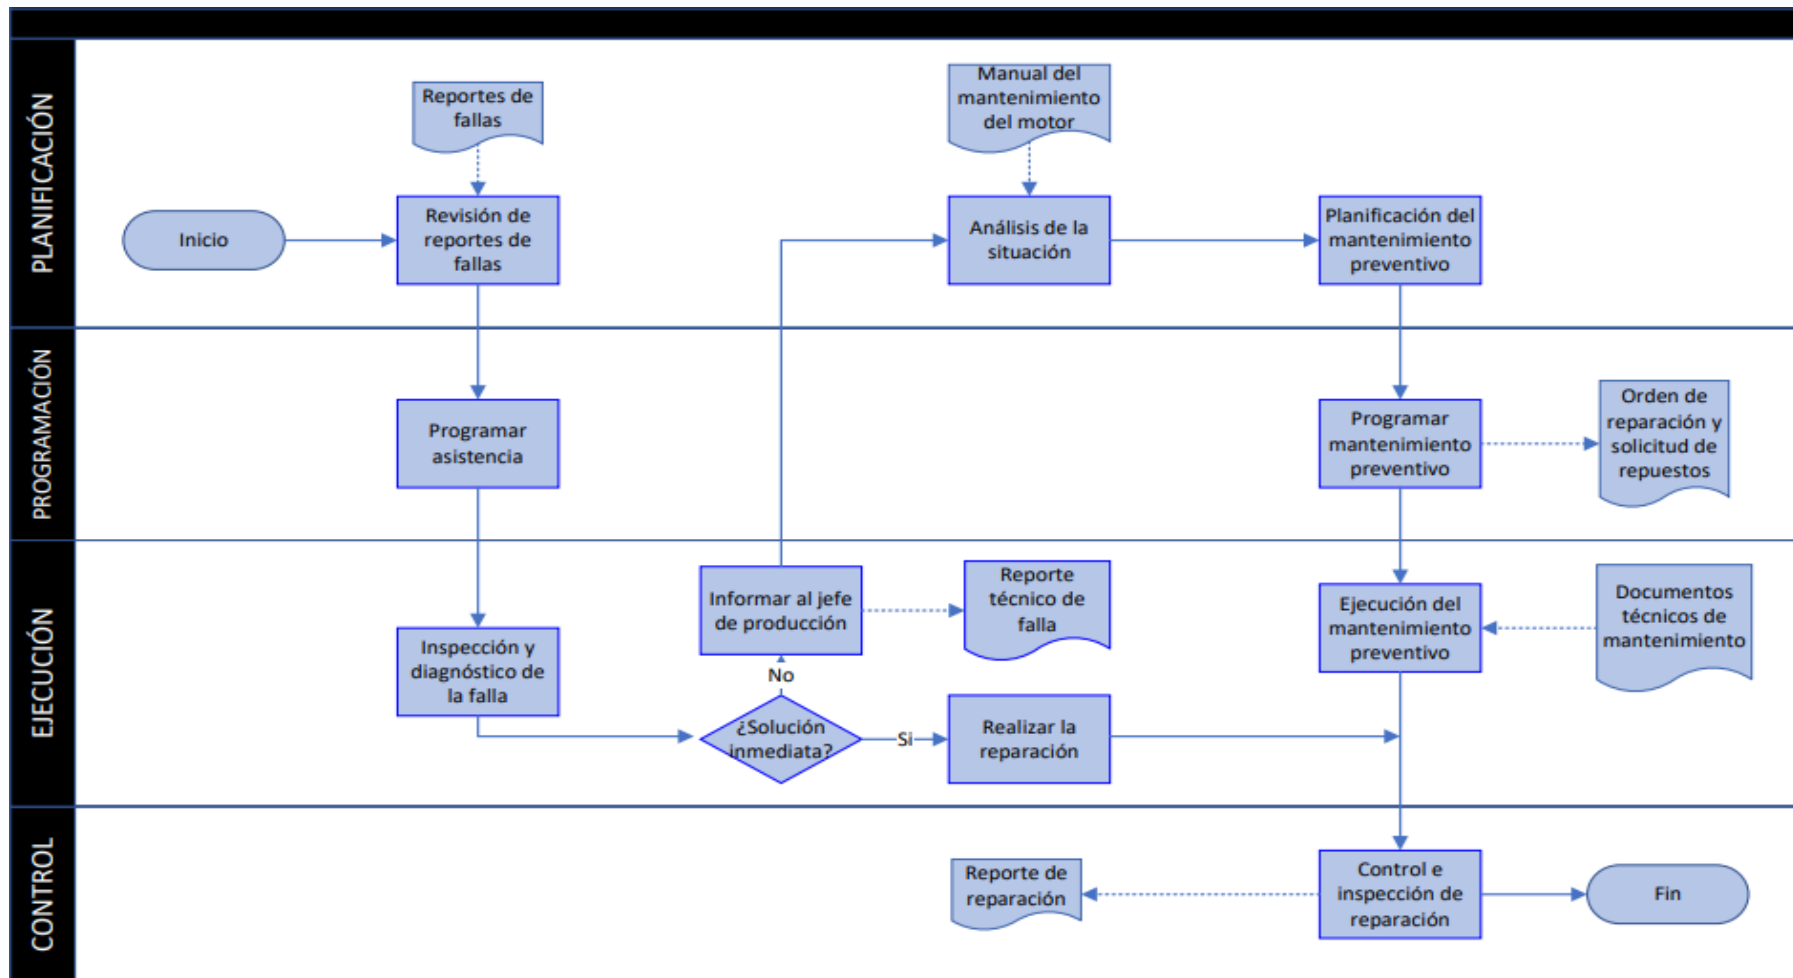 PLANIFICACIÓN
Reportes de
fallas
Manual del
mantenimiento
del motor
Inicio
Revisión de
reportes de
fallas
Análisis de la
situación
Planificación del
mantenimiento
preventivo
PROGRAMACIÓN
Programar
asistencia
Programar
mantenimiento
preventivo
Orden de
reparación y
solicitud de
repuestos
EJECUCIÓN
Informar al jefe
de producción
Reporte
técnico de
falla
Ejecución del
mantenimiento
preventivo
Documentos
técnicos de
mantenimiento
Inspección y
diagnóstico de
la falla
No
¿Solución
inmediata?
Si
Realizar la
reparación
CONTROL
Reporte de
reparación
Control e
inspección de
reparación
Fin